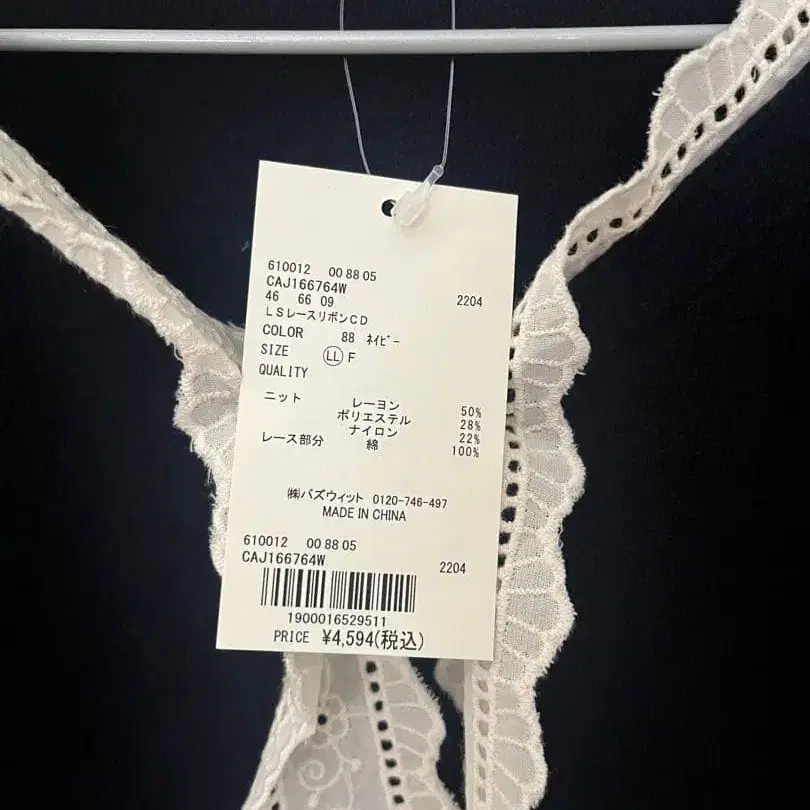 610012 00 88 05
CAJ166764W
46 66 09 2204
LSレースリボンCD
COLOR 88 ネイビー
SIZE LL F
QUALITY
ニット レーヨン 50%
ポリエステル 28%
ナイロン 22%
レース部分 綿 100%
㈱バズウィット 0120-746-497
MADE IN CHINA
610012 00 88 05
CAJ166764W 2204
1900016529511
PRICE ¥4,594(税込)